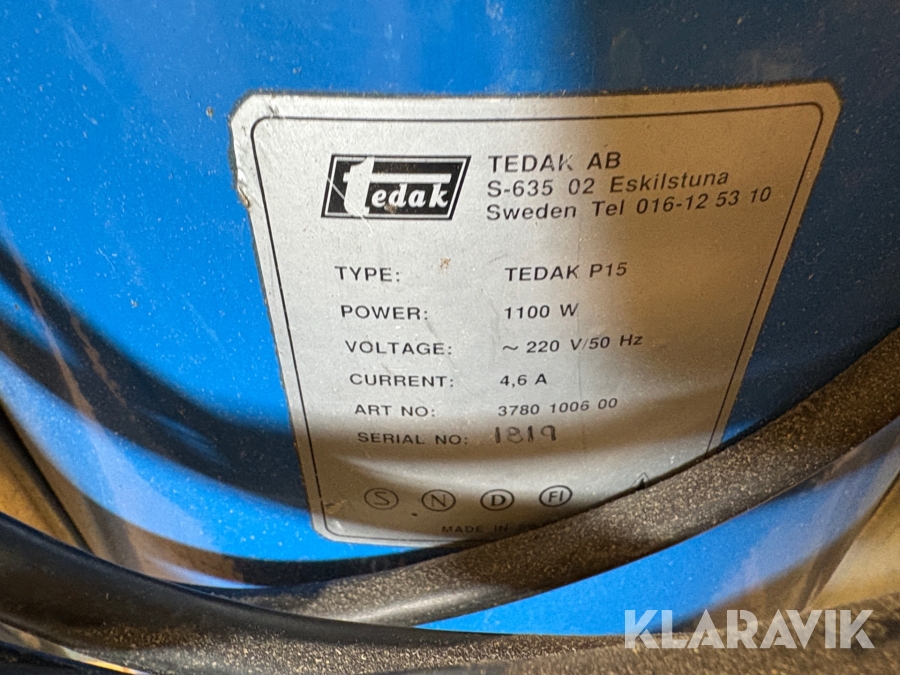 tedak
TEDAK AB
S-635 02 Eskilstuna
Sweden Tel 016-12 53 10
TYPE: TEDAK P15
POWER: 1100 W
VOLTAGE: ~ 220 V/50 Hz
CURRENT: 4,6 A
ART NO: 3780 1006 00
SERIAL NO: 1819
S N D FI
MADE IN
KLARAVIK